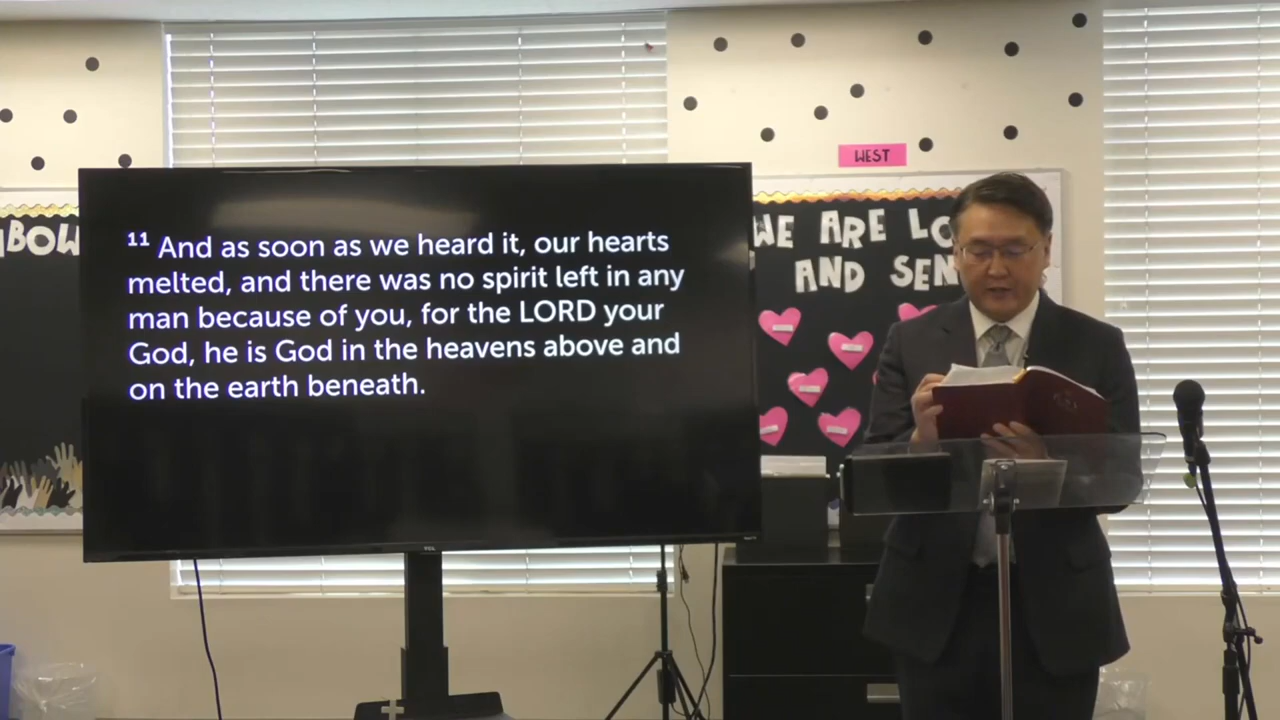 WEST
BOW
WE ARE LO
AND SEN
11 And as soon as we heard it, our hearts
melted, and there was no spirit left in any
man because of you, for the LORD your
God, he is God in the heavens above and
on the earth beneath.
TCL